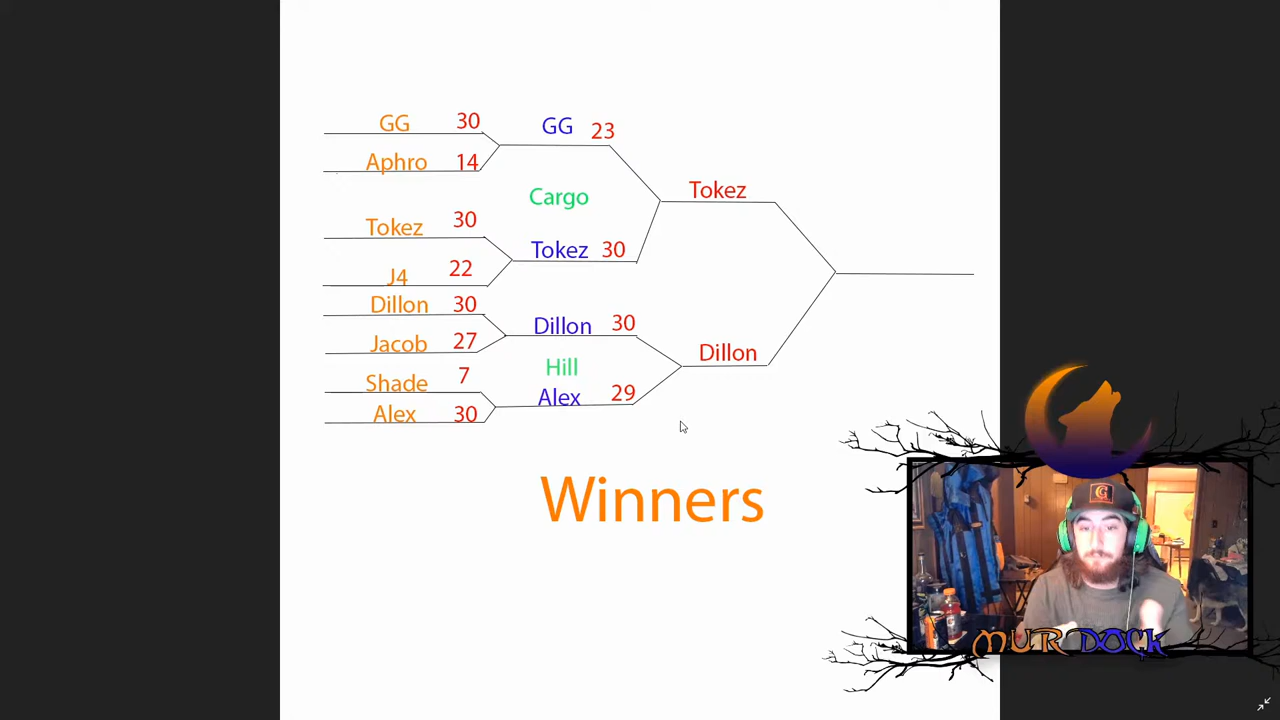 GG 30
GG 23
Aphro 14
Cargo
Tokez
Tokez 30
Tokez 30
J4 22
Dillon 30
Dillon 30
Jacob 27
Dillon
Hill
Shade 7
Alex 29
Alex 30
Winners
G
MURDOCK